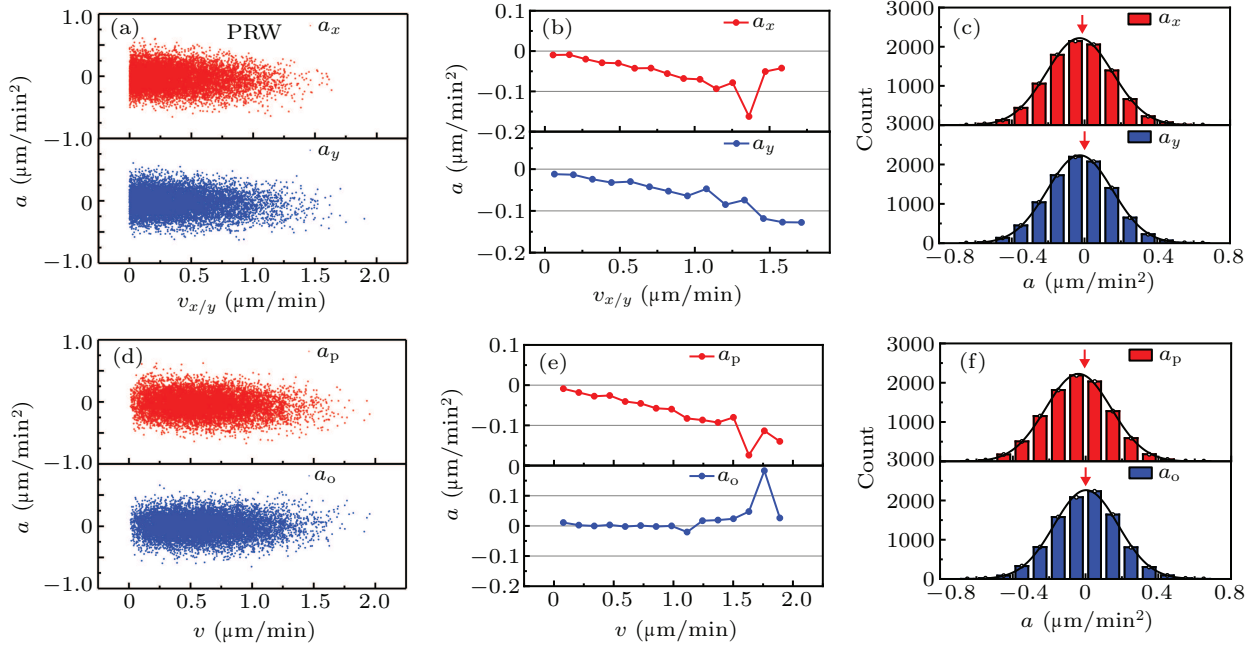 (a) PRW a_x
1.0
0
−1.0
a_y
0
−1.0
a (µm/min²)
0 0.5 1.0 1.5 2.0
v_{x/y} (µm/min)
(b) a_x
0
−0.1
−0.2
a_y
0
−0.1
−0.2
a (µm/min²)
0 0.5 1.0 1.5
v_{x/y} (µm/min)
(c) a_x
3000
2000
1000
3000
a_y
2000
1000
0
Count
−0.8 −0.4 0 0.4 0.8
a (µm/min²)
(d) a_p
1.0
0
−1.0
a_o
0
−1.0
a (µm/min²)
0 0.5 1.0 1.5 2.0
v (µm/min)
(e) a_p
0.1
0
−0.1
0
a_o
0.1
0
−0.1
−0.2
a (µm/min²)
0 0.5 1.0 1.5 2.0
v (µm/min)
(f) a_p
3000
2000
1000
3000
a_o
2000
1000
0
Count
−0.8 −0.4 0 0.4 0.8
a (µm/min²)